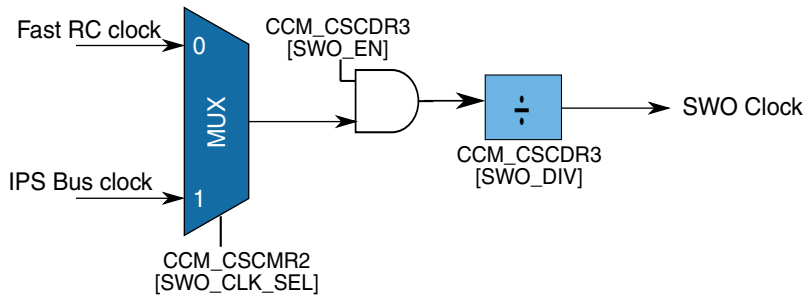 Fast RC clock
0
CCM_CSCDR3
[SWO_EN]
MUX
÷
SWO Clock
CCM_CSCDR3
[SWO_DIV]
IPS Bus clock
1
CCM_CSCMR2
[SWO_CLK_SEL]